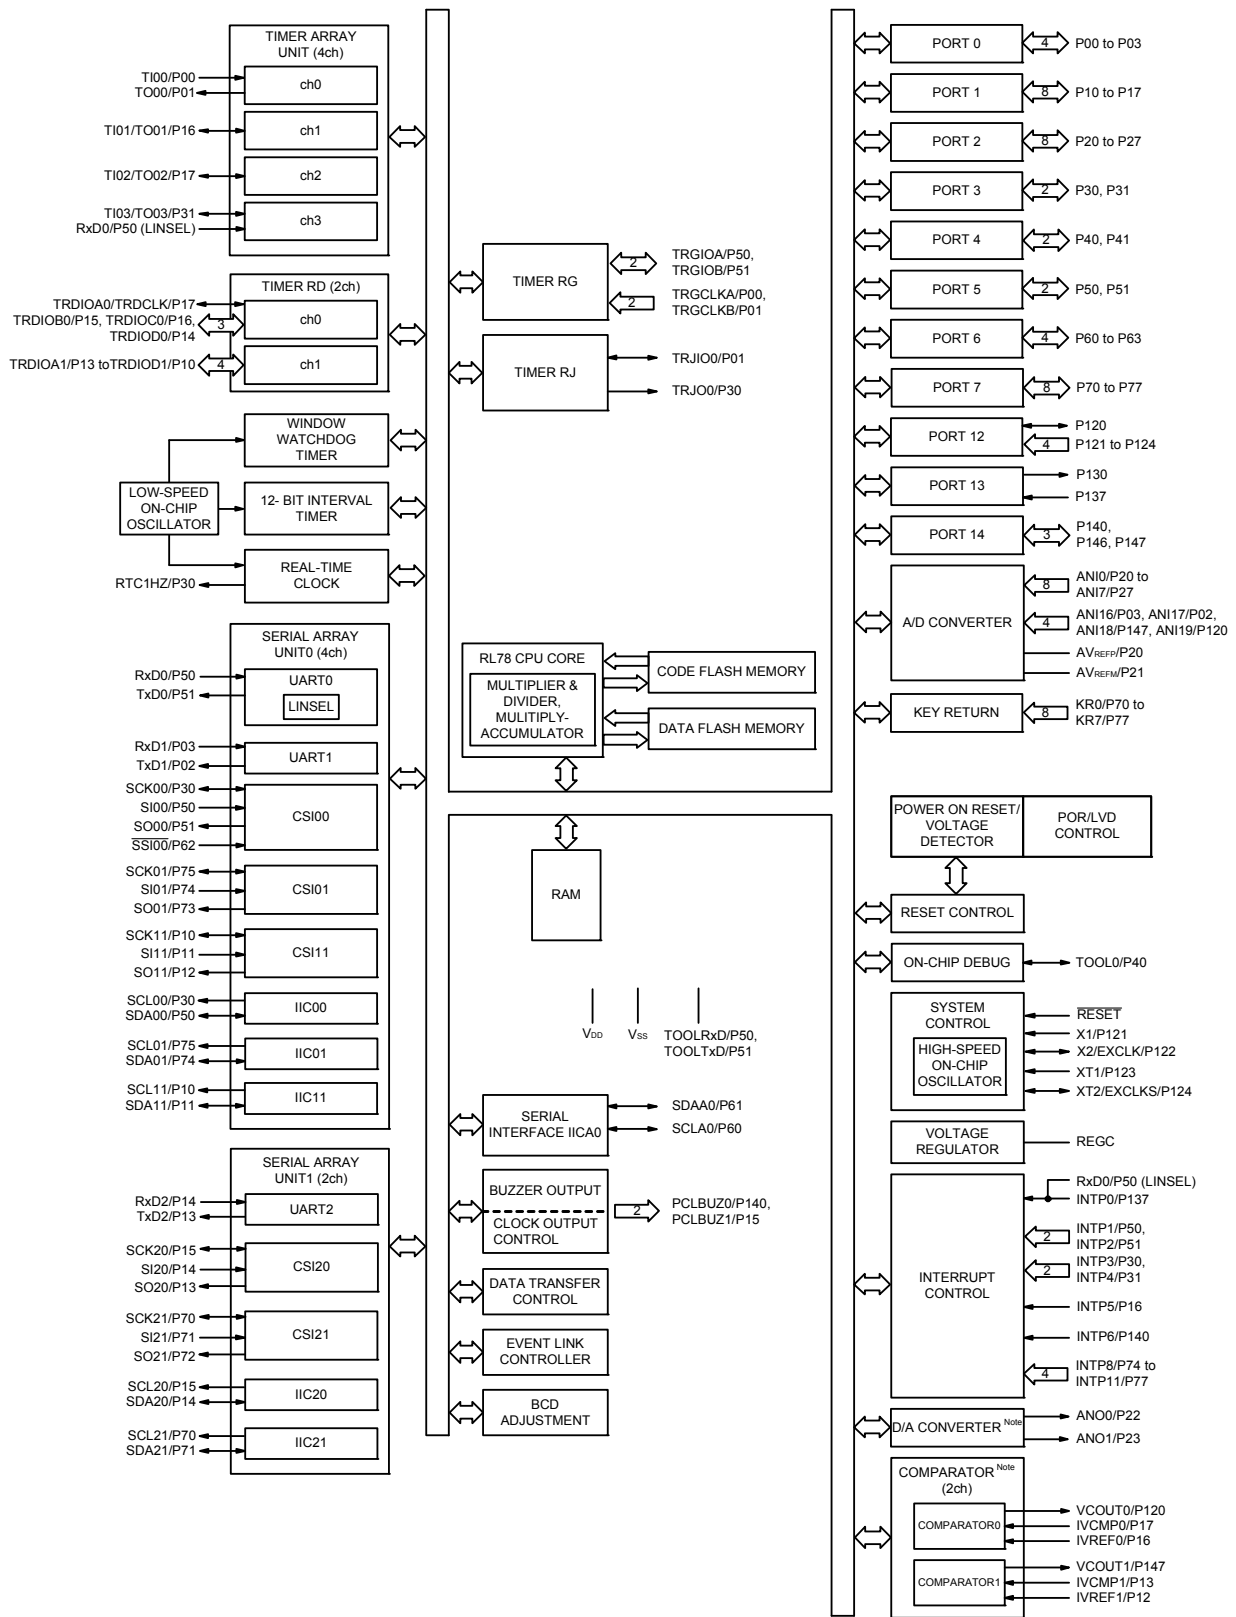 TIMER ARRAY
UNIT (4ch)
TI00/P00
TO00/P01
ch0
TI01/TO01/P16
ch1
TI02/TO02/P17
ch2
TI03/TO03/P31
RxD0/P50 (LINSEL)
ch3
TIMER RD (2ch)
TRDIOA0/TRDCLK/P17
TRDIOB0/P15, TRDIOC0/P16,
TRDIOD0/P14
3
ch0
TRDIOA1/P13 toTRDIOD1/P10
4
ch1
WINDOW
WATCHDOG
TIMER
LOW-SPEED
ON-CHIP
OSCILLATOR
12- BIT INTERVAL
TIMER
RTC1HZ/P30
REAL-TIME
CLOCK
SERIAL ARRAY
UNIT0 (4ch)
RxD0/P50
TxD0/P51
UART0
LINSEL
RxD1/P03
TxD1/P02
UART1
SCK00/P30
SI00/P50
SO00/P51
SSI00/P62
CSI00
SCK01/P75
SI01/P74
SO01/P73
CSI01
SCK11/P10
SI11/P11
SO11/P12
CSI11
SCL00/P30
SDA00/P50
IIC00
SCL01/P75
SDA01/P74
IIC01
SCL11/P10
SDA11/P11
IIC11
SERIAL ARRAY
UNIT1 (2ch)
RxD2/P14
TxD2/P13
UART2
SCK20/P15
SI20/P14
SO20/P13
CSI20
SCK21/P70
SI21/P71
SO21/P72
CSI21
SCL20/P15
SDA20/P14
IIC20
SCL21/P70
SDA21/P71
IIC21
TIMER RG
2
TRGIOA/P50,
TRGIOB/P51
2
TRGCLKA/P00,
TRGCLKB/P01
TIMER RJ
TRJIO0/P01
TRJO0/P30
RL78 CPU CORE
MULTIPLIER &
DIVIDER,
MULITIPLY-
ACCUMULATOR
CODE FLASH MEMORY
DATA FLASH MEMORY
RAM
VDD
VSS
TOOLRxD/P50,
TOOLTxD/P51
SERIAL
INTERFACE IICA0
SDAA0/P61
SCLA0/P60
BUZZER OUTPUT
CLOCK OUTPUT
CONTROL
2
PCLBUZ0/P140,
PCLBUZ1/P15
DATA TRANSFER
CONTROL
EVENT LINK
CONTROLLER
BCD
ADJUSTMENT
PORT 0
4
P00 to P03
PORT 1
8
P10 to P17
PORT 2
8
P20 to P27
PORT 3
2
P30, P31
PORT 4
2
P40, P41
PORT 5
2
P50, P51
PORT 6
4
P60 to P63
PORT 7
8
P70 to P77
PORT 12
P120
4
P121 to P124
PORT 13
P130
P137
PORT 14
3
P140,
P146, P147
A/D CONVERTER
8
ANI0/P20 to
ANI7/P27
4
ANI16/P03, ANI17/P02,
ANI18/P147, ANI19/P120
AVREFP/P20
AVREFM/P21
KEY RETURN
8
KR0/P70 to
KR7/P77
POWER ON RESET/
VOLTAGE
DETECTOR
POR/LVD
CONTROL
RESET CONTROL
ON-CHIP DEBUG
TOOL0/P40
SYSTEM
CONTROL
HIGH-SPEED
ON-CHIP
OSCILLATOR
RESET
X1/P121
X2/EXCLK/P122
XT1/P123
XT2/EXCLKS/P124
VOLTAGE
REGULATOR
REGC
INTERRUPT
CONTROL
RxD0/P50 (LINSEL)
INTP0/P137
2
INTP1/P50,
INTP2/P51
2
INTP3/P30,
INTP4/P31
INTP5/P16
INTP6/P140
4
INTP8/P74 to
INTP11/P77
D/A CONVERTER Note
ANO0/P22
ANO1/P23
COMPARATOR Note
(2ch)
COMPARATOR0
VCOUT0/P120
IVCMP0/P17
IVREF0/P16
COMPARATOR1
VCOUT1/P147
IVCMP1/P13
IVREF1/P12